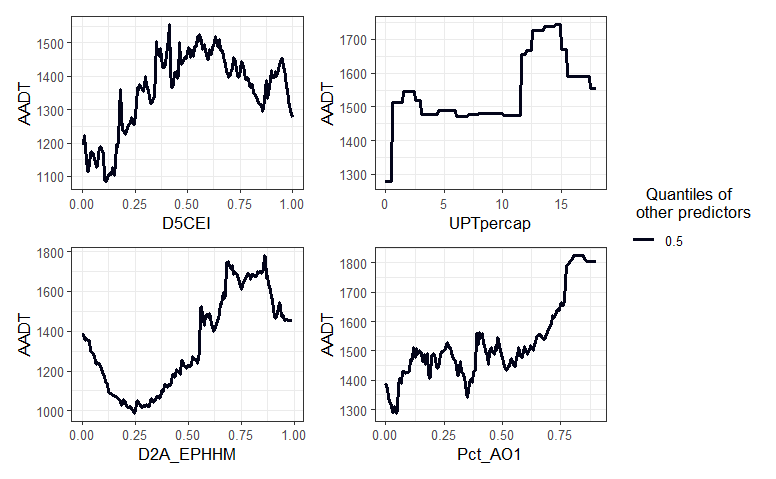 AADT
1500
1400
1300
1200
1100
0.00 0.25 0.50 0.75 1.00
D5CEI
AADT
1700
1600
1500
1400
1300
0 5 10 15
UPTpercap
AADT
1800
1600
1400
1200
1000
0.00 0.25 0.50 0.75 1.00
D2A_EPHHM
AADT
1800
1700
1600
1500
1400
1300
0.00 0.25 0.50 0.75
Pct_AO1
Quantiles of
other predictors
0.5